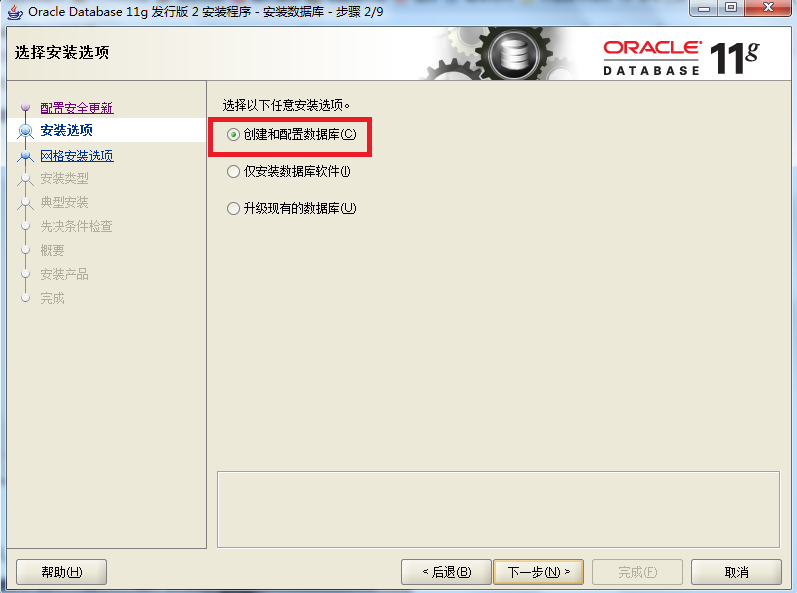 Oracle Database 11g 发行版 2 安装程序 - 安装数据库 - 步骤 2/9
选择安装选项
ORACLE
DATABASE
11g
配置安全更新
安装选项
网格安装选项
安装类型
典型安装
先决条件检查
概要
安装产品
完成
选择以下任意安装选项。
创建和配置数据库(C)
仅安装数据库软件(I)
升级现有的数据库(U)
帮助(H)
< 后退(B)
下一步(N) >
完成(F)
取消